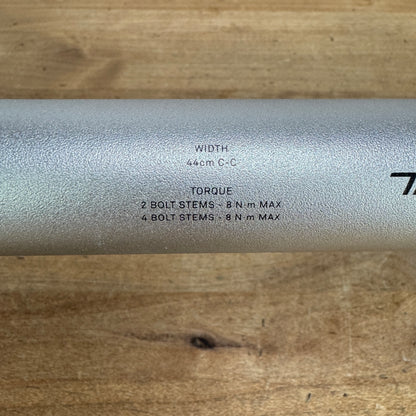 WIDTH
44cm C-C
TORQUE
2 BOLT STEMS - 8 N·m MAX
4 BOLT STEMS - 8 N·m MAX